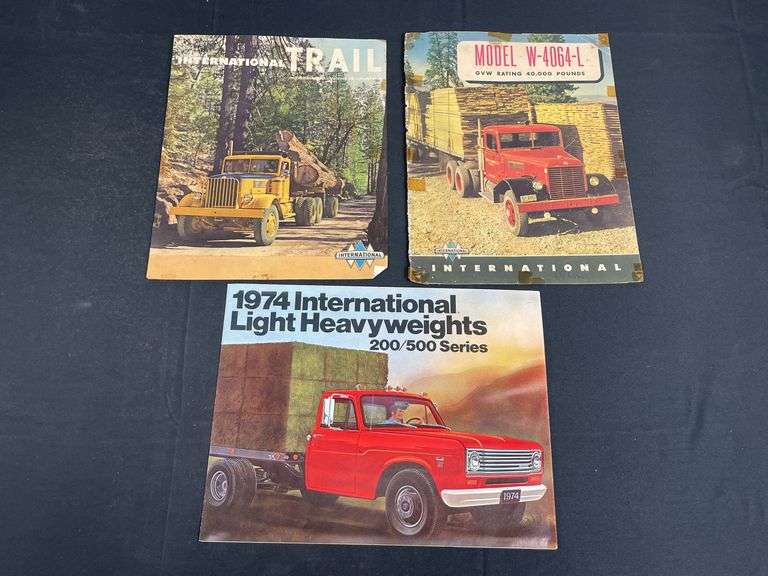 INTERNATIONAL TRAIL
INTERNATIONAL
MODEL W-4064-L
GVW RATING 40,000 POUNDS
INTERNATIONAL
INTERNATIONAL
1974 International
Light Heavyweights
200/500 Series
1974